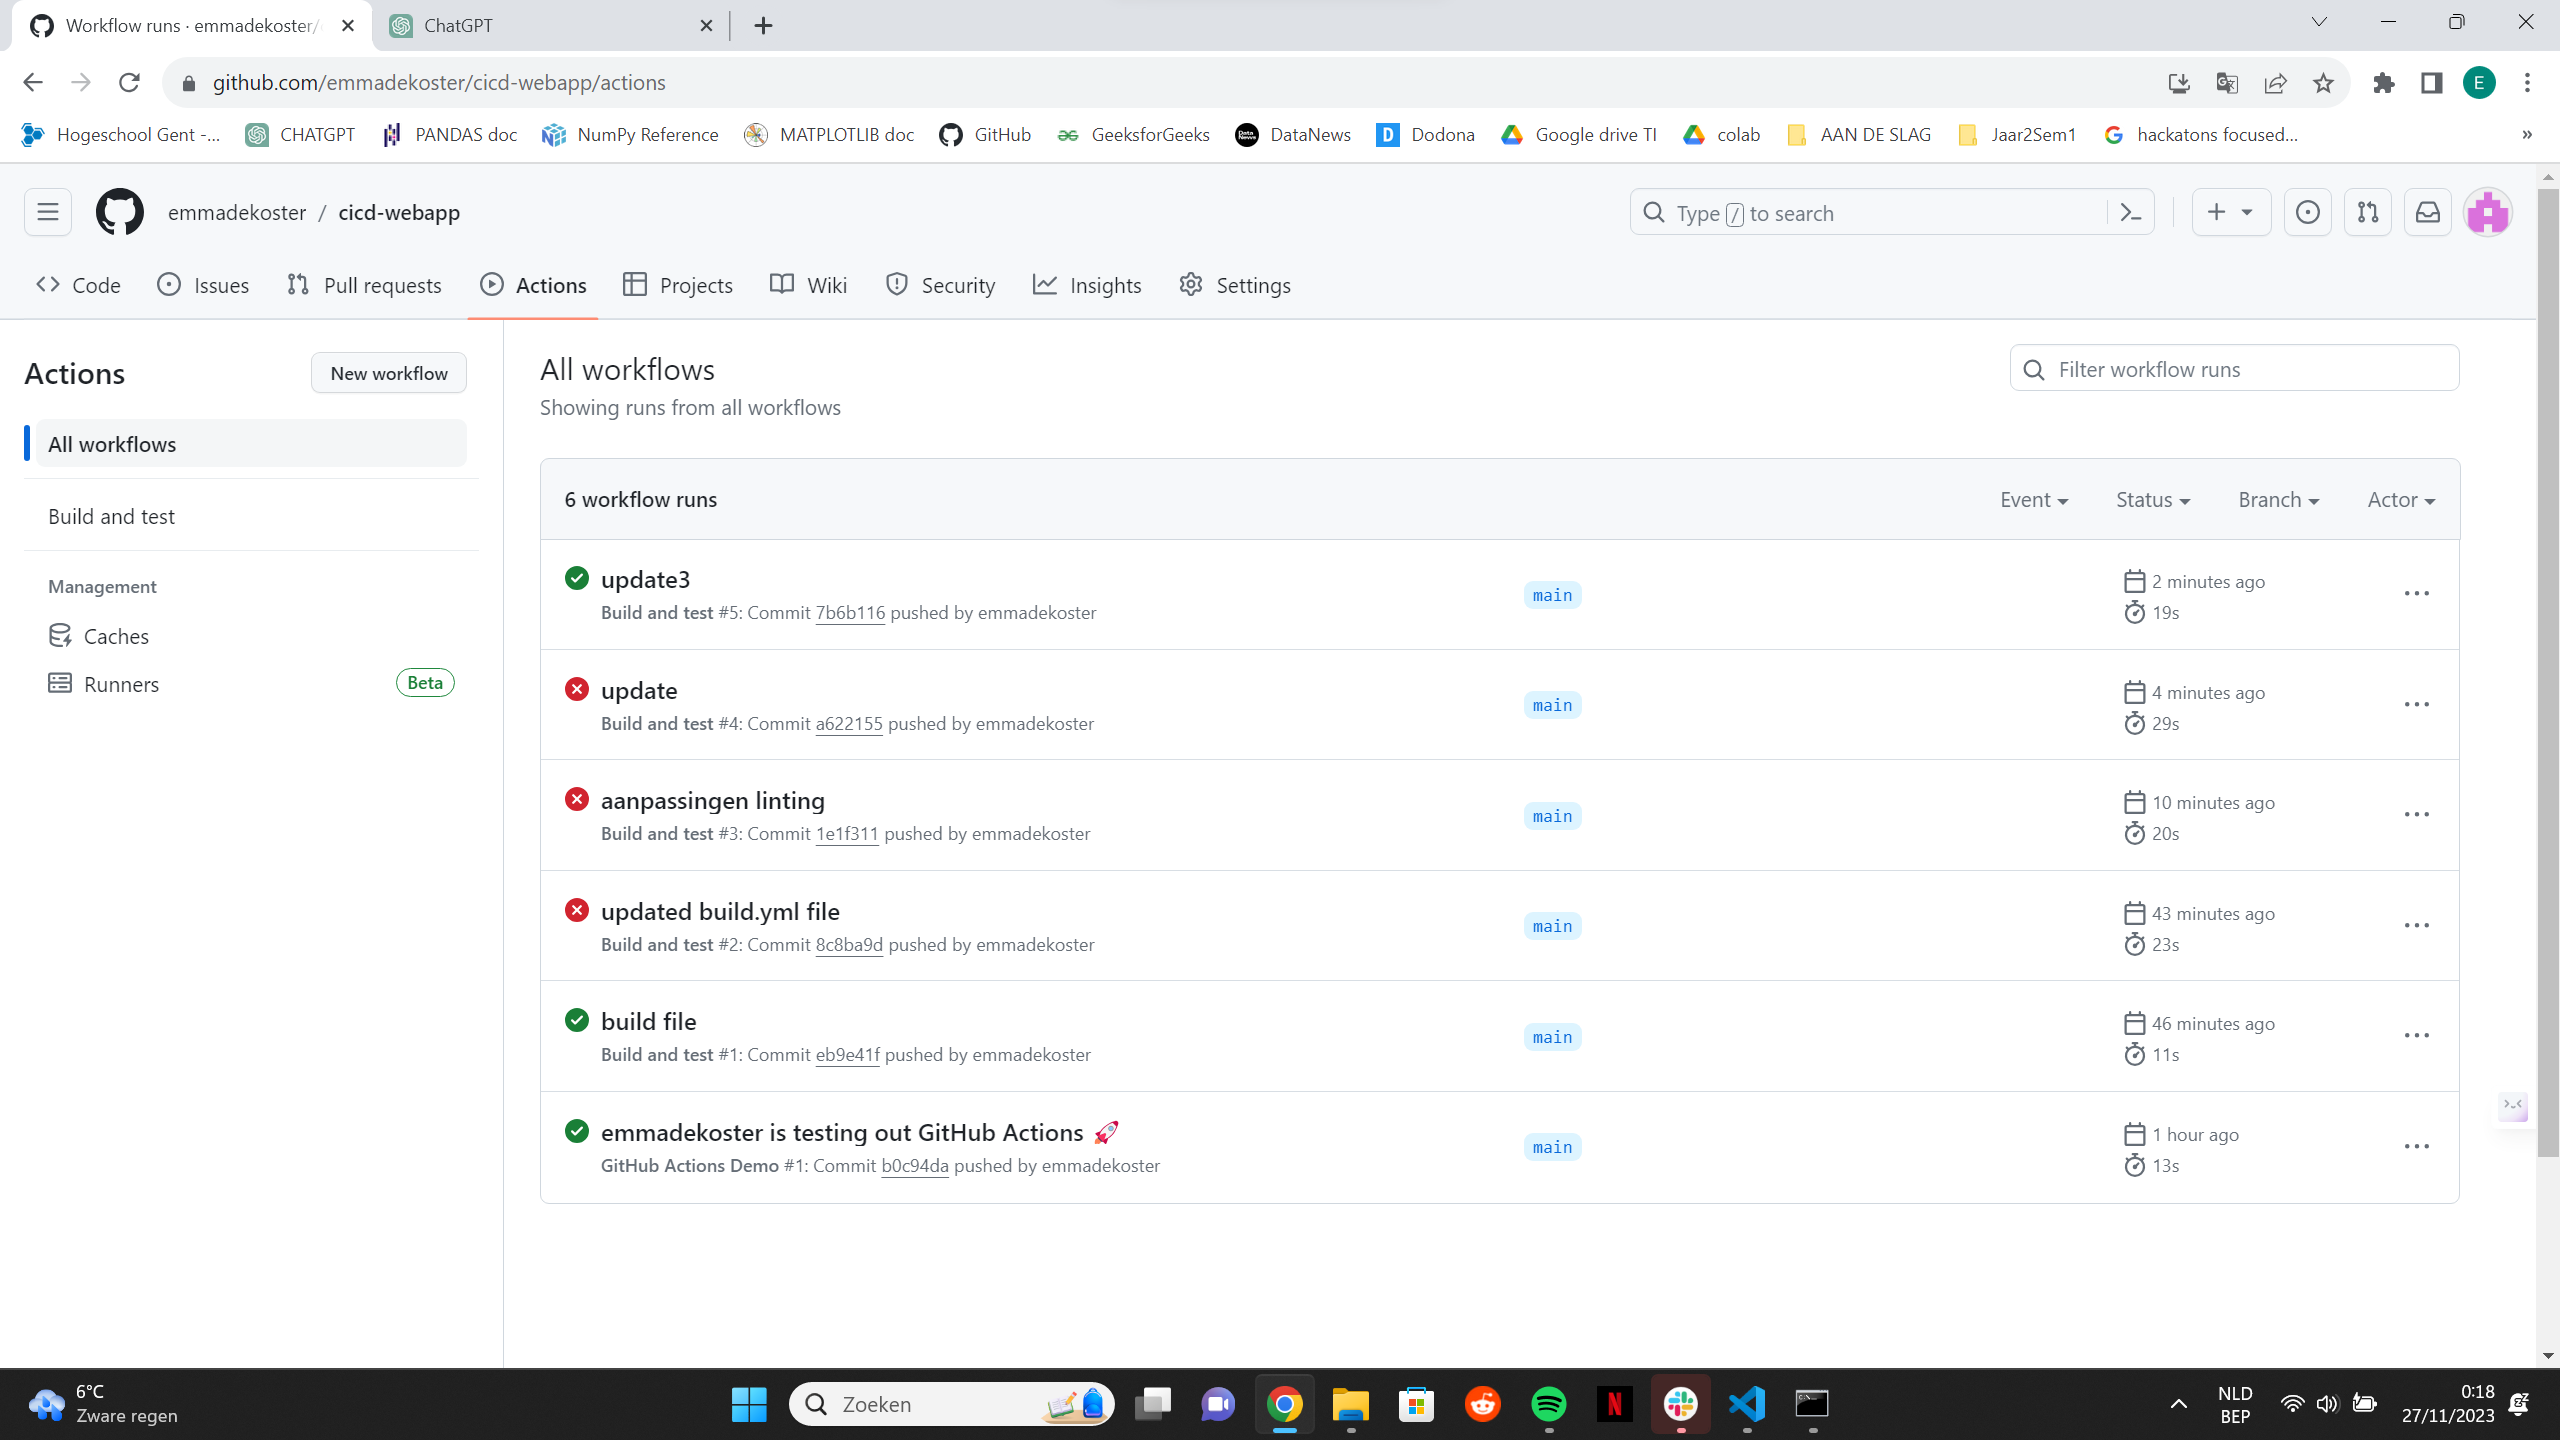 Workflow runs · emmadekoster/
ChatGPT
github.com/emmadekoster/cicd-webapp/actions
E
Hogeschool Gent -...
CHATGPT
PANDAS doc
NumPy Reference
MATPLOTLIB doc
GitHub
GeeksforGeeks
DataNews
Dodona
Google drive TI
colab
AAN DE SLAG
Jaar2Sem1
hackatons focused...
»
emmadekoster / cicd-webapp
Type / to search
Code
Issues
Pull requests
Actions
Projects
Wiki
Security
Insights
Settings
Actions
New workflow
All workflows
Build and test
Management
Caches
Runners
Beta
All workflows
Showing runs from all workflows
Filter workflow runs
6 workflow runs
Event
Status
Branch
Actor
update3
Build and test #5: Commit 7b6b116 pushed by emmadekoster
main
2 minutes ago
19s
update
Build and test #4: Commit a622155 pushed by emmadekoster
main
4 minutes ago
29s
aanpassingen linting
Build and test #3: Commit 1e1f311 pushed by emmadekoster
main
10 minutes ago
20s
updated build.yml file
Build and test #2: Commit 8c8ba9d pushed by emmadekoster
main
43 minutes ago
23s
build file
Build and test #1: Commit eb9e41f pushed by emmadekoster
main
46 minutes ago
11s
emmadekoster is testing out GitHub Actions 🚀
GitHub Actions Demo #1: Commit b0c94da pushed by emmadekoster
main
1 hour ago
13s
6°C
Zware regen
Zoeken
NLD
BEP
0:18
27/11/2023